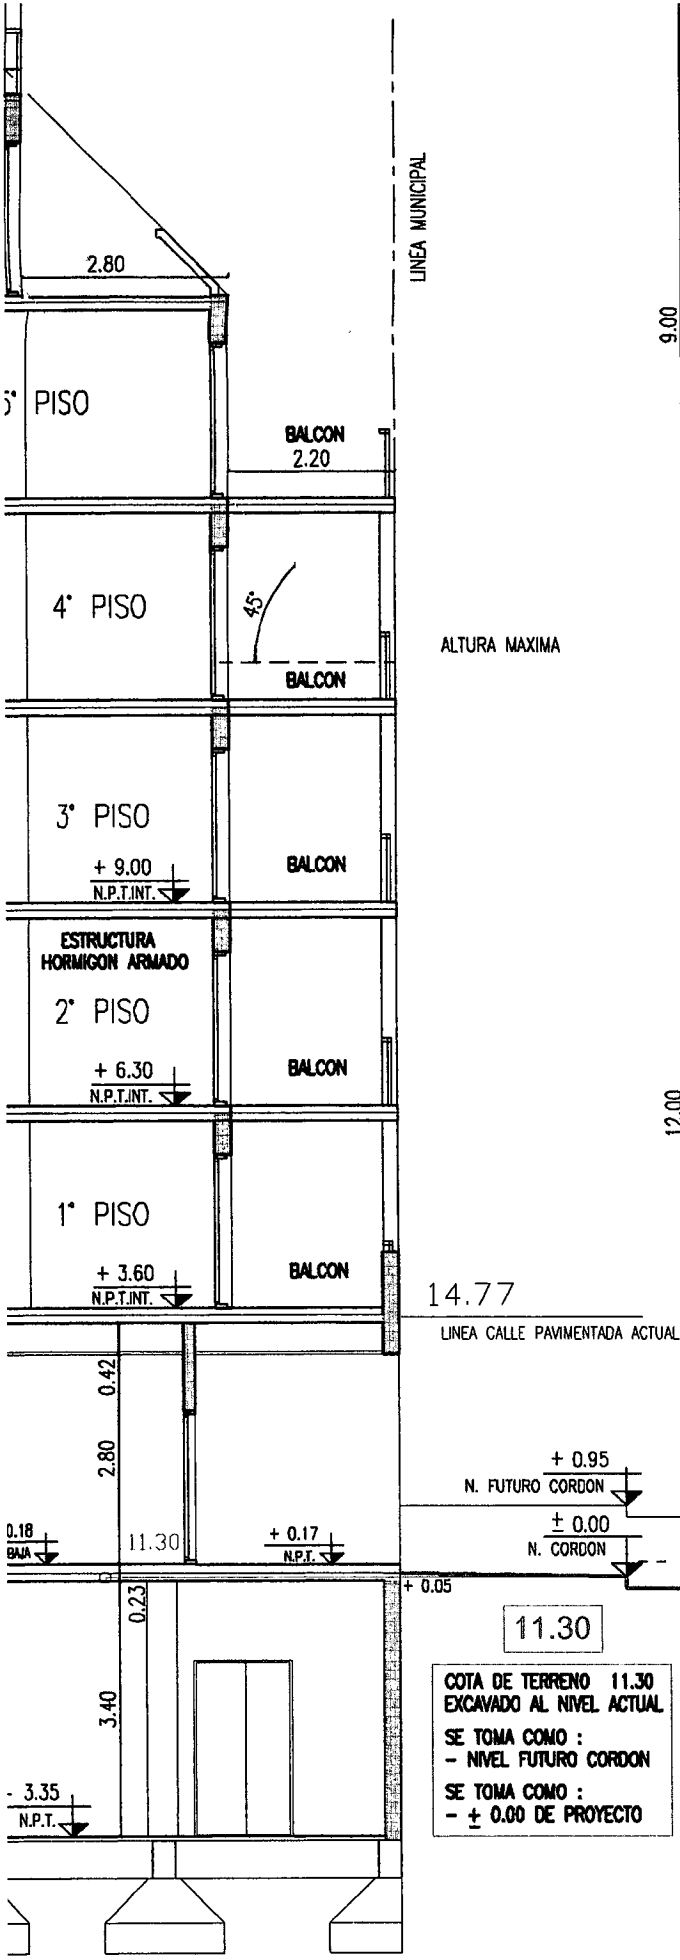 LINEA MUNICIPAL
2.80
9.00
5° PISO
BALCON
2.20
4° PISO
45°
ALTURA MAXIMA
BALCON
3° PISO
+ 9.00
N.P.T.INT.
BALCON
ESTRUCTURA
HORMIGON ARMADO
2° PISO
+ 6.30
N.P.T.INT.
BALCON
12.00
1° PISO
+ 3.60
N.P.T.INT.
BALCON
14.77
LINEA CALLE PAVIMENTADA ACTUAL
0.42
2.80
+ 0.95
N. FUTURO CORDON
± 0.00
N. CORDON
0.18
BAJA
11.30
+ 0.17
N.P.T.
+ 0.05
0.23
11.30
3.40
COTA DE TERRENO 11.30
EXCAVADO AL NIVEL ACTUAL
SE TOMA COMO :
- NIVEL FUTURO CORDON
SE TOMA COMO :
- ± 0.00 DE PROYECTO
- 3.35
N.P.T.